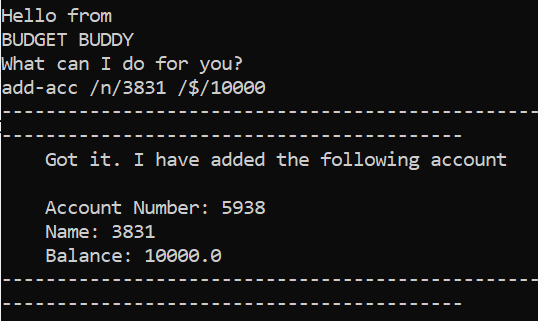 Hello from
BUDGET BUDDY
What can I do for you?
add-acc /n/3831 /$/10000
-------------------------------------------------
------------------------------------------
Got it. I have added the following account
Account Number: 5938
Name: 3831
Balance: 10000.0
-------------------------------------------------
------------------------------------------